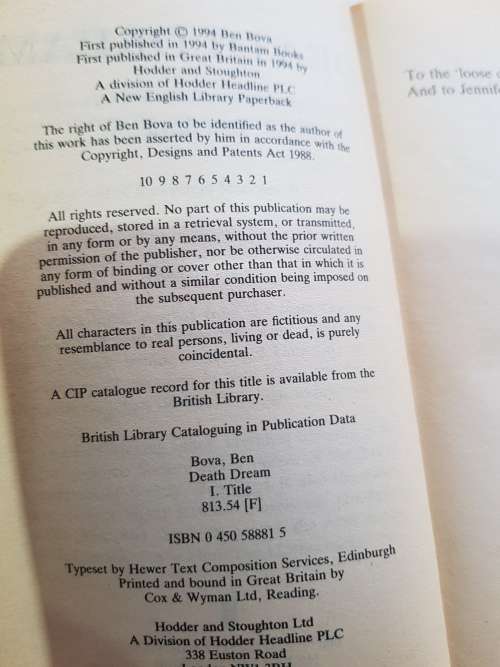 Copyright © 1994 Ben Bova
First published in 1994 by Bantam Books
First published in Great Britain in 1994 by
Hodder and Stoughton
A division of Hodder Headline PLC
A New English Library Paperback
The right of Ben Bova to be identified as the author of
this work has been asserted by him in accordance with the
Copyright, Designs and Patents Act 1988.
10 9 8 7 6 5 4 3 2 1
All rights reserved. No part of this publication may be
reproduced, stored in a retrieval system, or transmitted,
in any form or by any means, without the prior written
permission of the publisher, nor be otherwise circulated in
any form of binding or cover other than that in which it is
published and without a similar condition being imposed on
the subsequent purchaser.
All characters in this publication are fictitious and any
resemblance to real persons, living or dead, is purely
coincidental.
A CIP catalogue record for this title is available from the
British Library.
British Library Cataloguing in Publication Data
Bova, Ben
Death Dream
I. Title
813.54 [F]
ISBN 0 450 58881 5
Typeset by Hewer Text Composition Services, Edinburgh
Printed and bound in Great Britain by
Cox & Wyman Ltd, Reading.
Hodder and Stoughton Ltd
A Division of Hodder Headline PLC
338 Euston Road
To the 'loose
And to